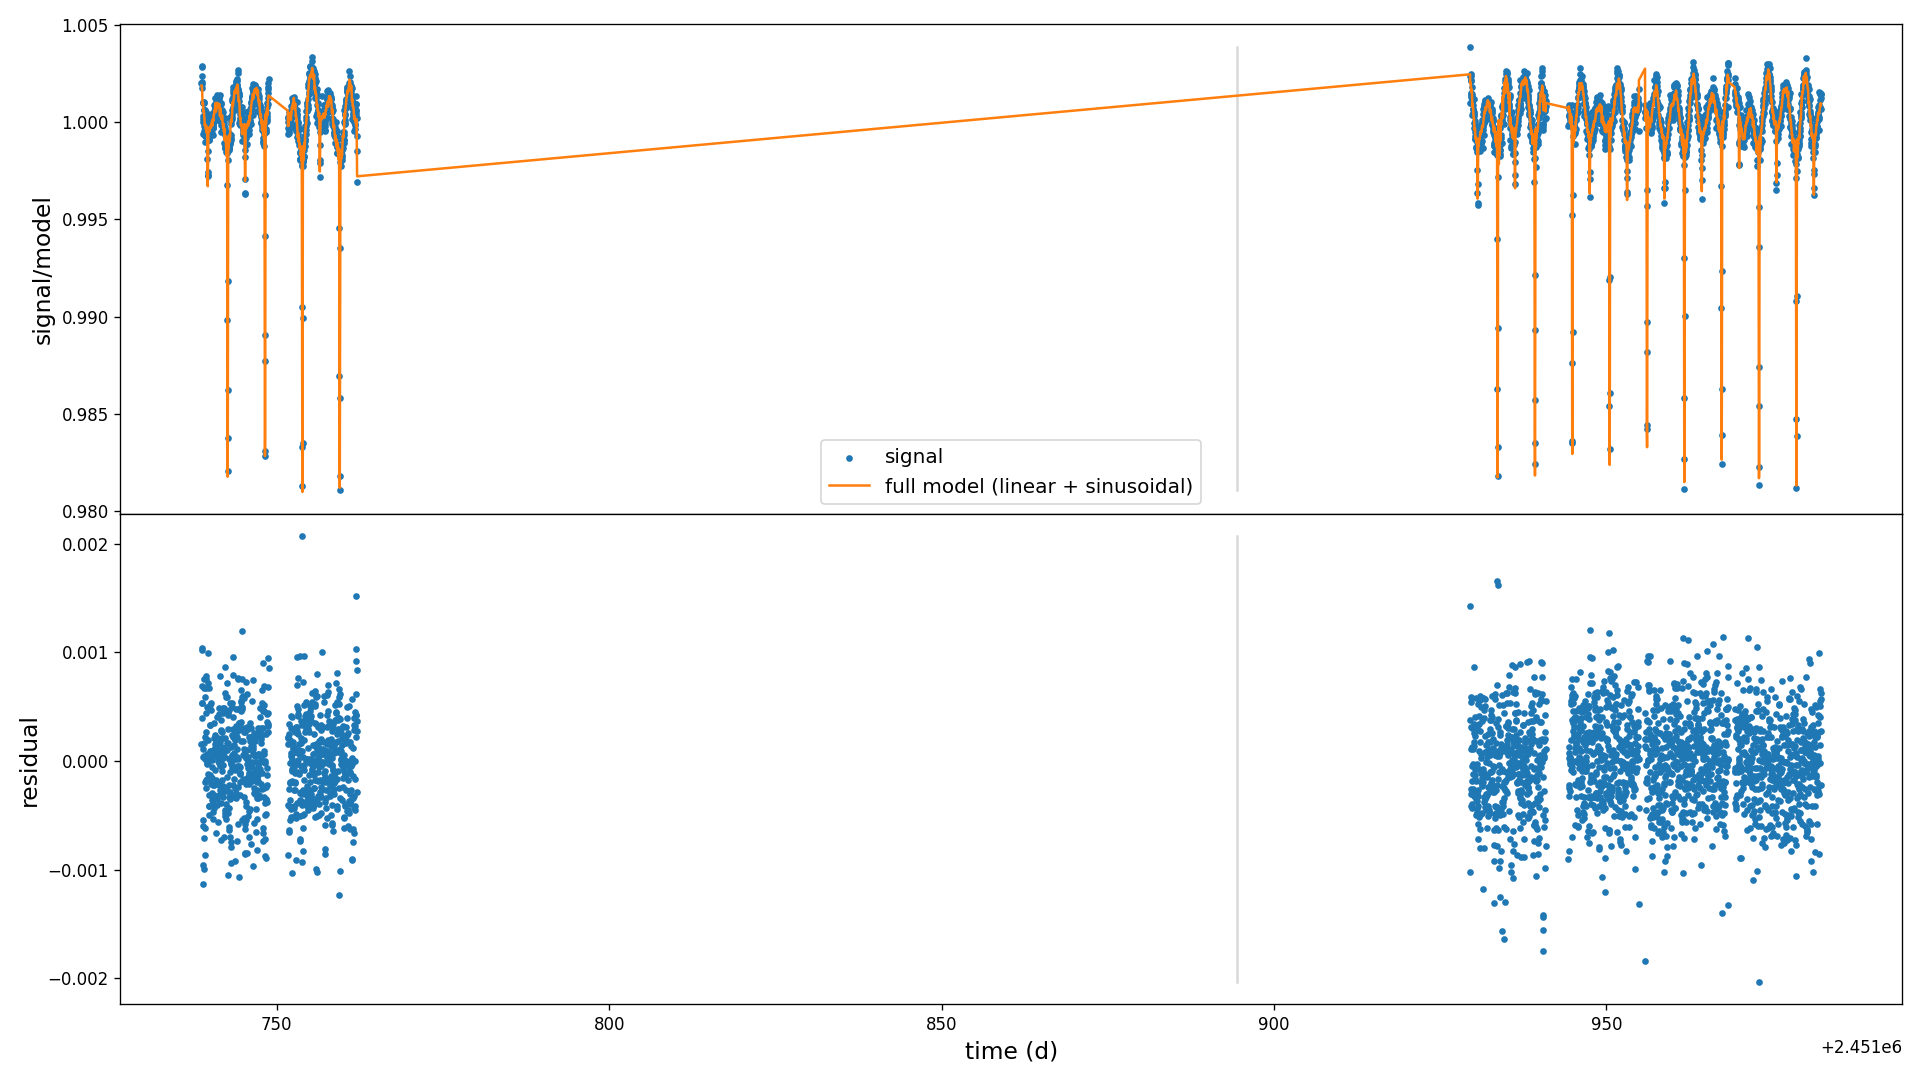 1.005
1.000
0.995
0.990
0.985
0.980
signal/model
signal
full model (linear + sinusoidal)
0.002
0.001
0.000
−0.001
−0.002
residual
750
800
850
900
950
time (d)
+2.451e6